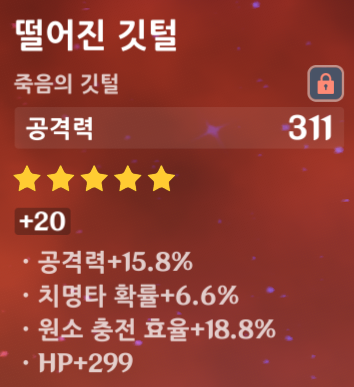 떨어진 깃털
죽음의 깃털
공격력 311
+20
· 공격력+15.8%
· 치명타 확률+6.6%
· 원소 충전 효율+18.8%
· HP+299